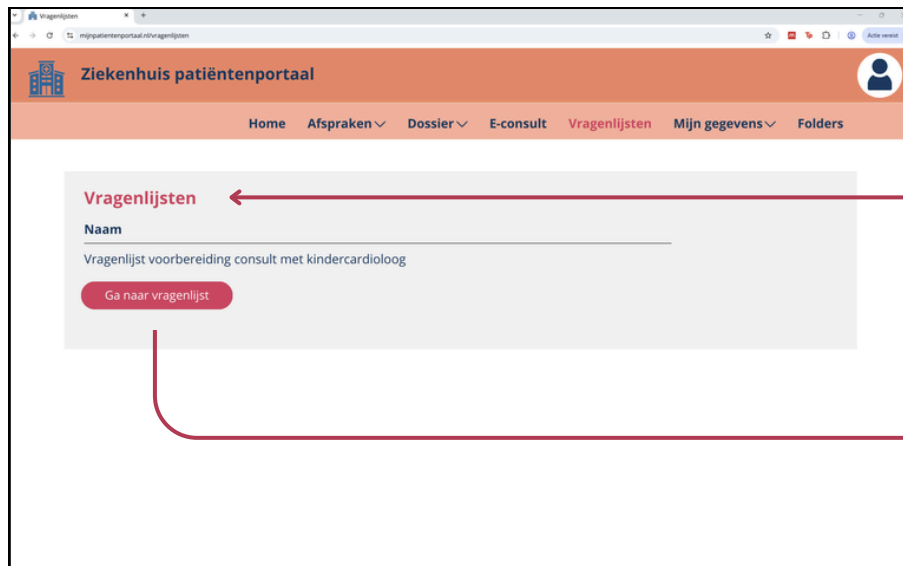 Vragenlijsten
mijnpatientenportaal.nl/vragenlijsten
Actie vereist
Ziekenhuis patiëntenportaal
Home Afspraken Dossier E-consult Vragenlijsten Mijn gegevens Folders
Vragenlijsten
Naam
Vragenlijst voorbereiding consult met kindercardioloog
Ga naar vragenlijst